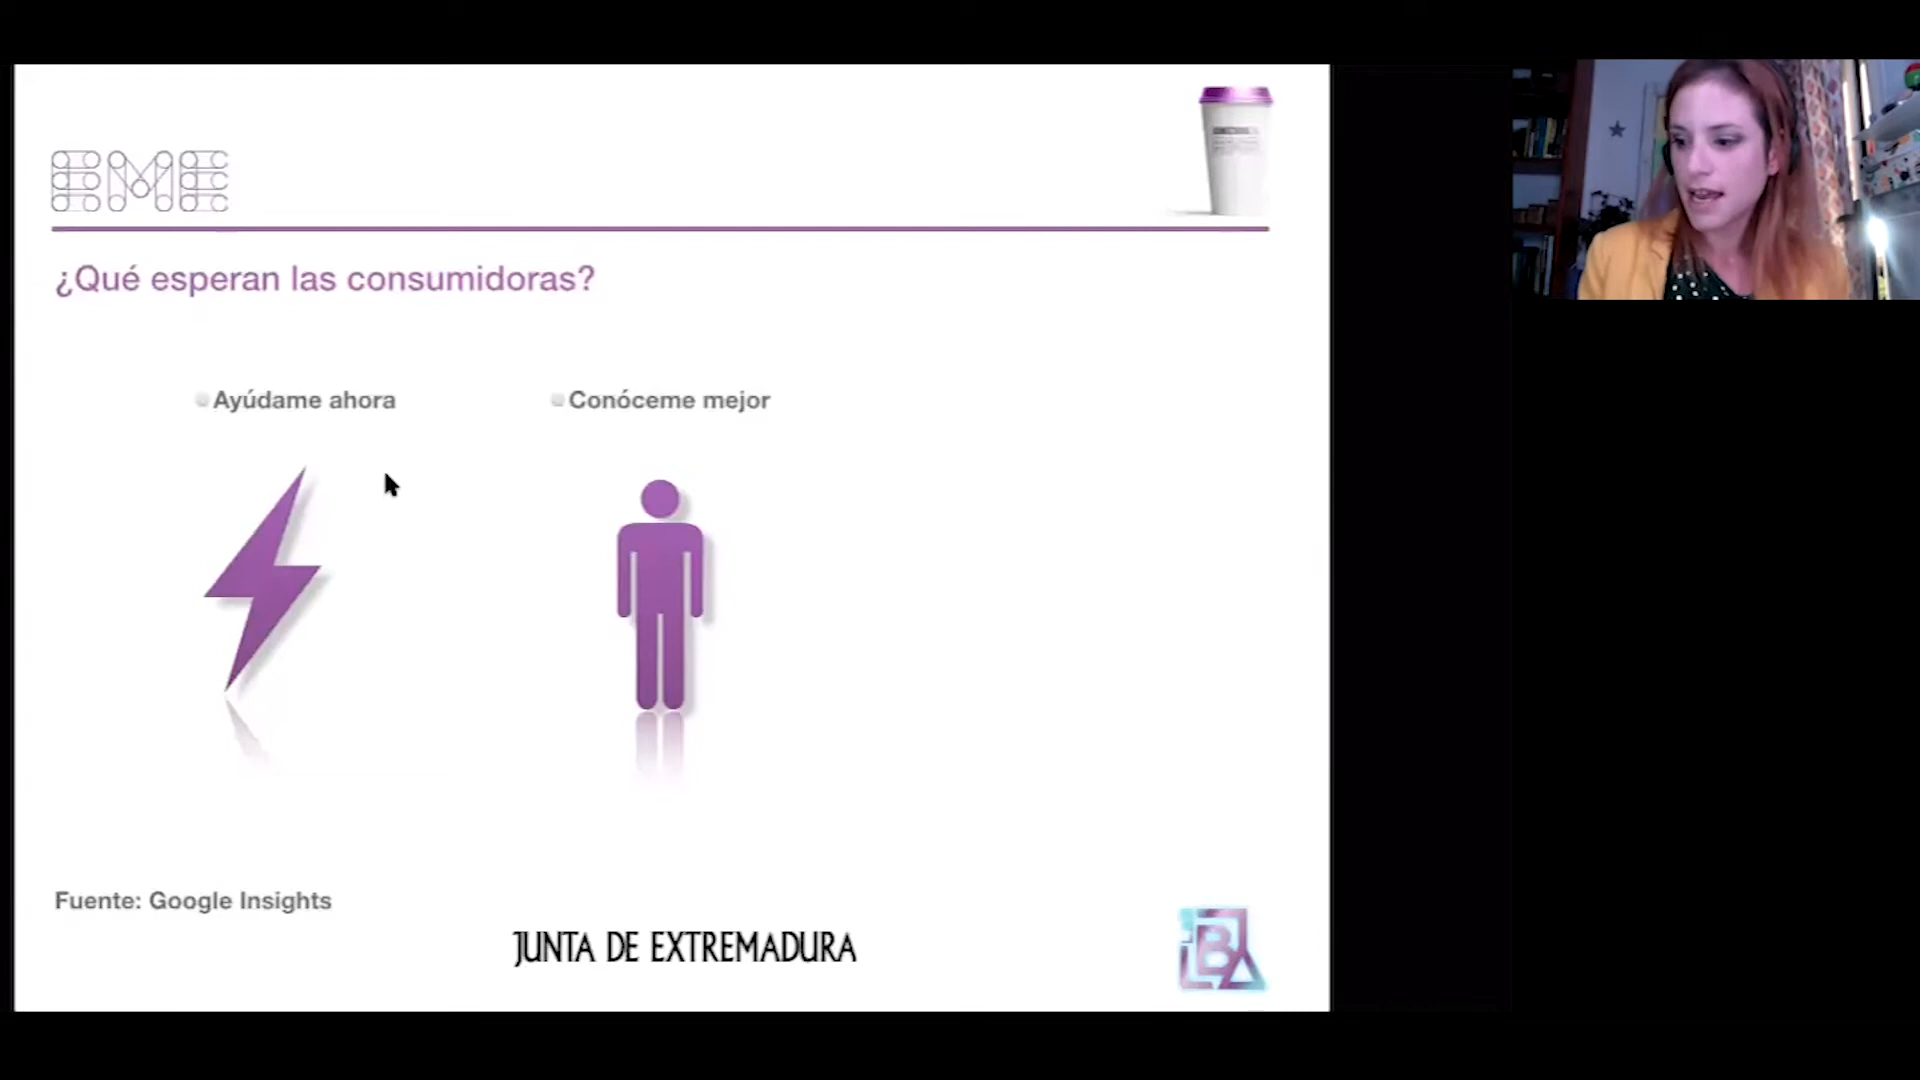 EME
¿Qué esperan las consumidoras?
Ayúdame ahora
Conóceme mejor
Fuente: Google Insights
JUNTA DE EXTREMADURA